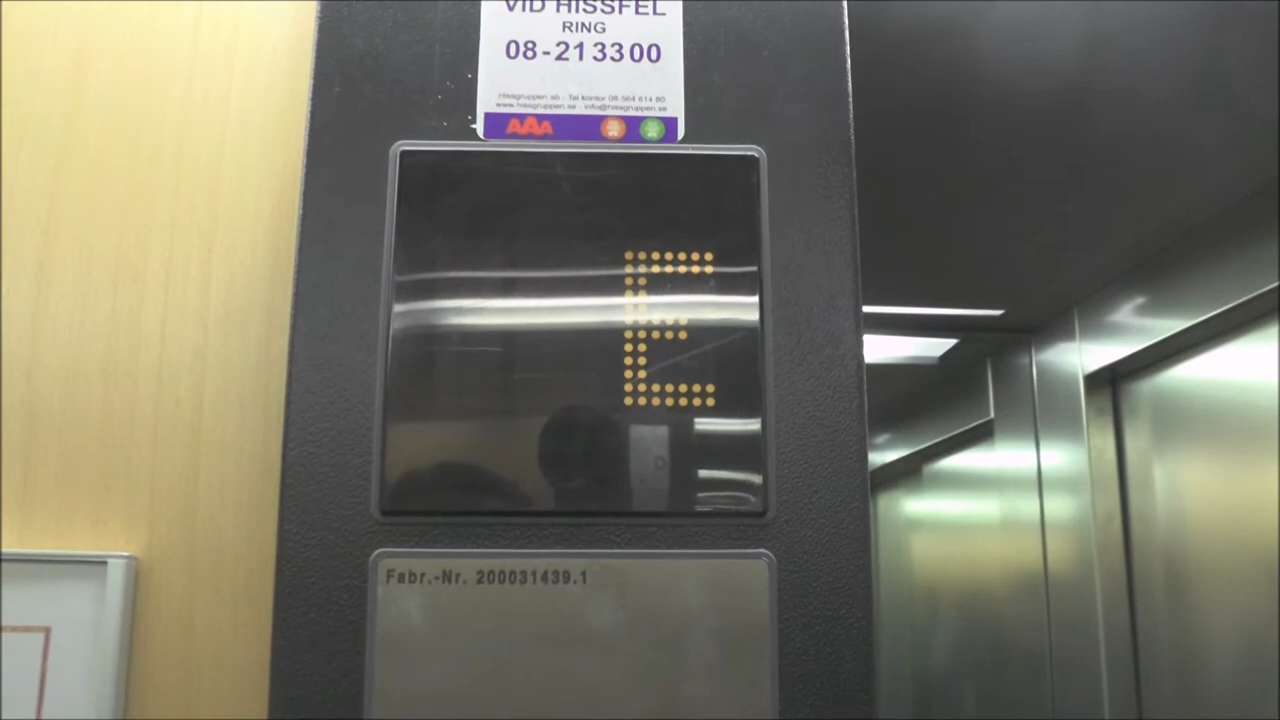 VID HISSFEL
RING
08-213300
Hissgruppen ab - Tel kontor 08-564 614 80
www.hissgruppen.se - info@hissgruppen.se
AAA
E
Fabr.-Nr. 200031439.1